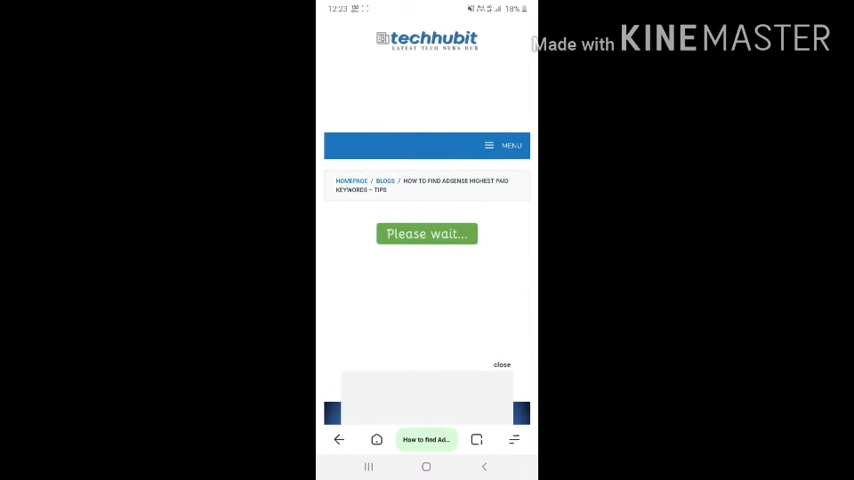 12:23
18%
techhubit
LATEST TECH NEWS HUB
Made with KINEMASTER
MENU
HOMEPAGE / BLOGS / HOW TO FIND ADSENSE HIGHEST PAID
KEYWORDS – TIPS
Please wait...
close
How to find Ad...